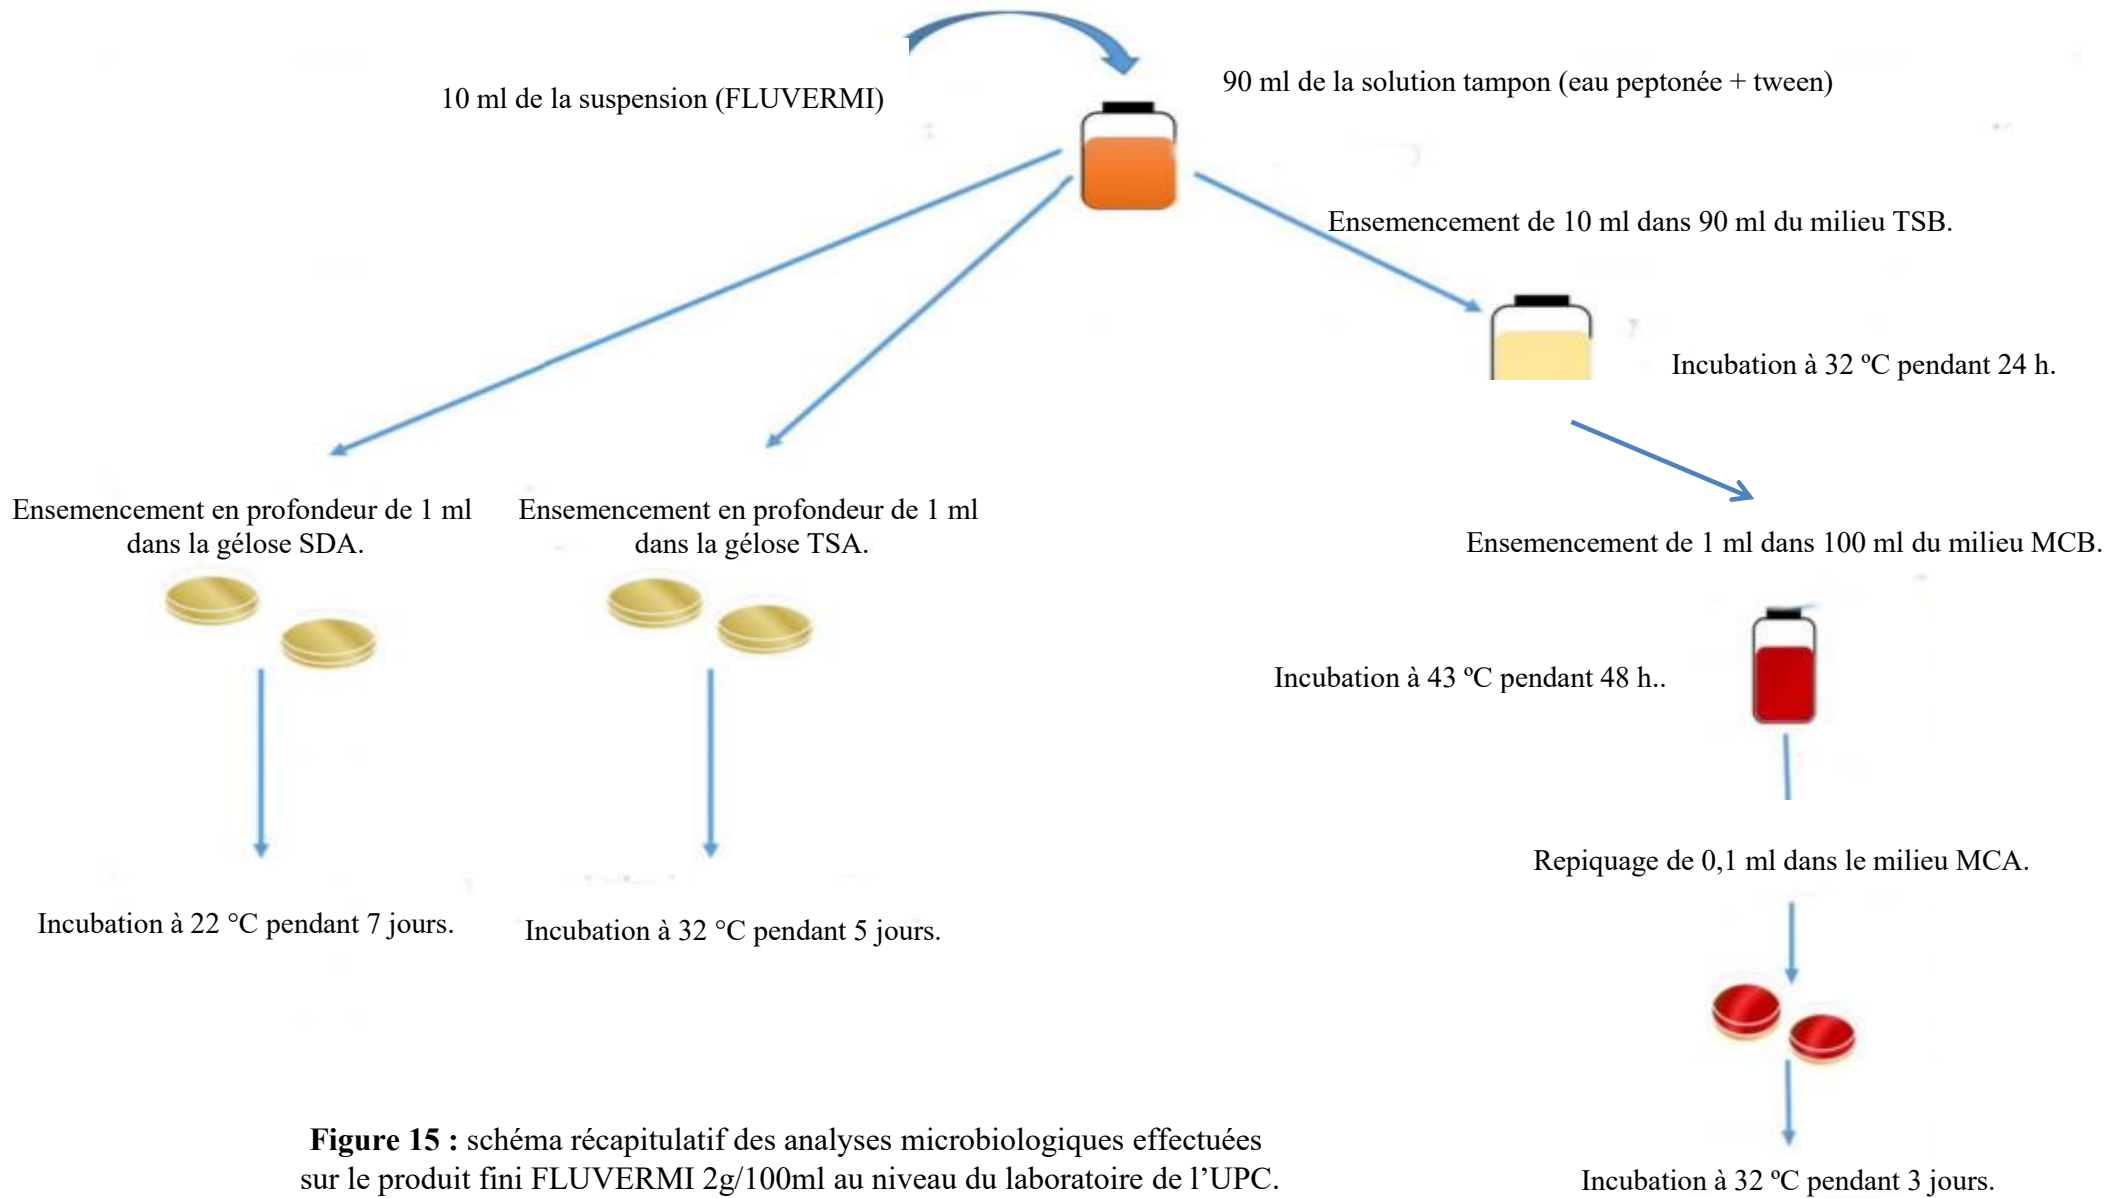 10 ml de la suspension (FLUVERMI)
90 ml de la solution tampon (eau peptonée + tween)
Ensemencement de 10 ml dans 90 ml du milieu TSB.
Incubation à 32 ºC pendant 24 h.
Ensemencement en profondeur de 1 ml
dans la gélose SDA.
Ensemencement en profondeur de 1 ml
dans la gélose TSA.
Ensemencement de 1 ml dans 100 ml du milieu MCB.
Incubation à 43 ºC pendant 48 h..
Repiquage de 0,1 ml dans le milieu MCA.
Incubation à 22 °C pendant 7 jours.
Incubation à 32 °C pendant 5 jours.
Incubation à 32 ºC pendant 3 jours.
Figure 15 : schéma récapitulatif des analyses microbiologiques effectuées
sur le produit fini FLUVERMI 2g/100ml au niveau du laboratoire de l’UPC.